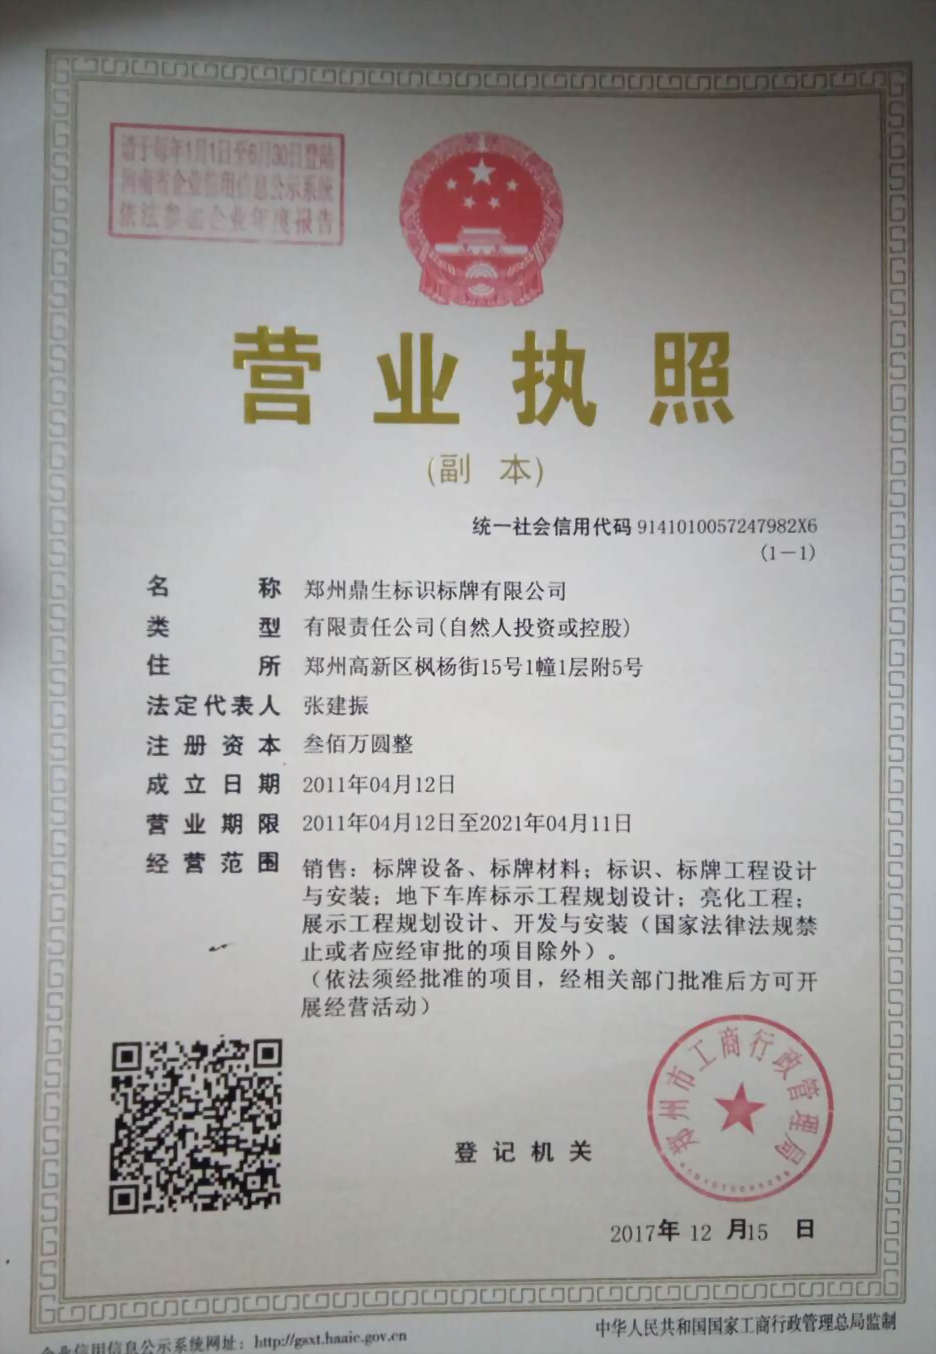 请于每年1月1日至6月30日登陆
河南省企业信用信息公示系统
依法参加企业年度报告
营业执照
(副 本)
统一社会信用代码 9141010057247982X6
(1-1)
名 称 郑州鼎生标识标牌有限公司
类 型 有限责任公司(自然人投资或控股)
住 所 郑州高新区枫杨街15号1幢1层附5号
法定代表人 张建振
注册资本 叁佰万圆整
成立日期 2011年04月12日
营业期限 2011年04月12日至2021年04月11日
经营范围 销售：标牌设备、标牌材料；标识、标牌工程设计
与安装；地下车库标示工程规划设计；亮化工程；
展示工程规划设计、开发与安装（国家法律法规禁
止或者应经审批的项目除外）。
（依法须经批准的项目，经相关部门批准后方可开
展经营活动）
郑州市工商行政管理局
登记机关
2017年 12 月15 日
企业信用信息公示系统网址：http://gsxt.haaic.gov.cn
中华人民共和国国家工商行政管理总局监制